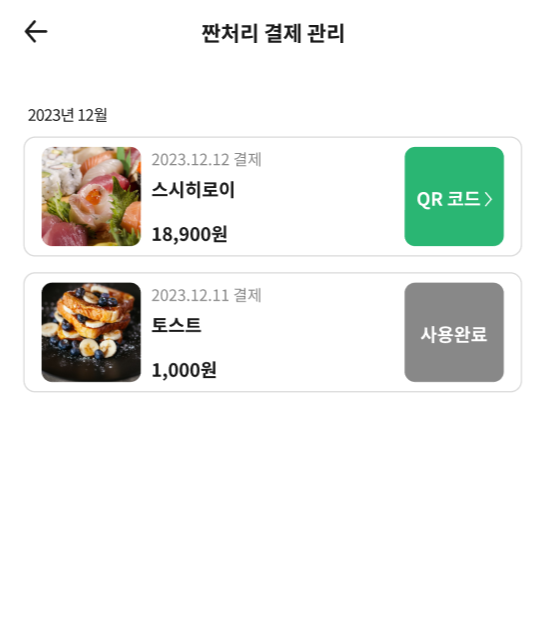 짠처리 결제 관리
2023년 12월
2023.12.12 결제
스시히로이
18,900원
QR 코드
2023.12.11 결제
토스트
1,000원
사용완료